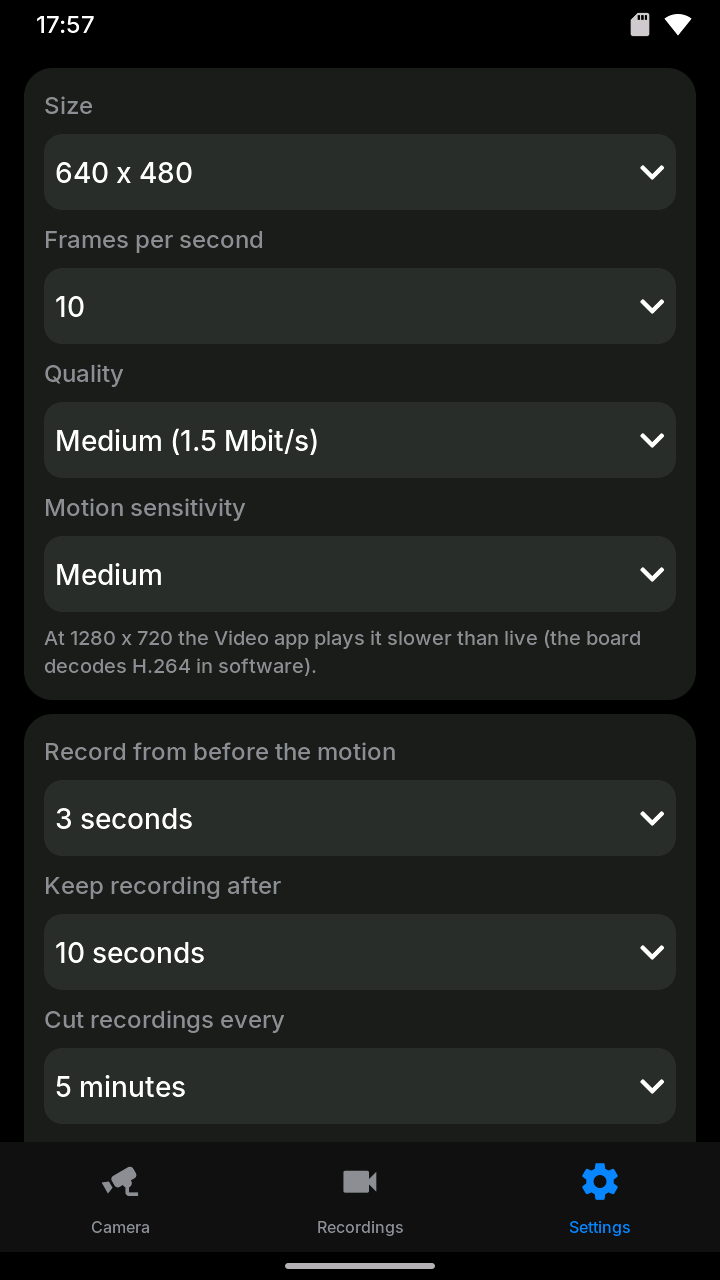 17:57
Size
640 x 480
Frames per second
10
Quality
Medium (1.5 Mbit/s)
Motion sensitivity
Medium
At 1280 x 720 the Video app plays it slower than live (the board
decodes H.264 in software).
Record from before the motion
3 seconds
Keep recording after
10 seconds
Cut recordings every
5 minutes
Camera
Recordings
Settings